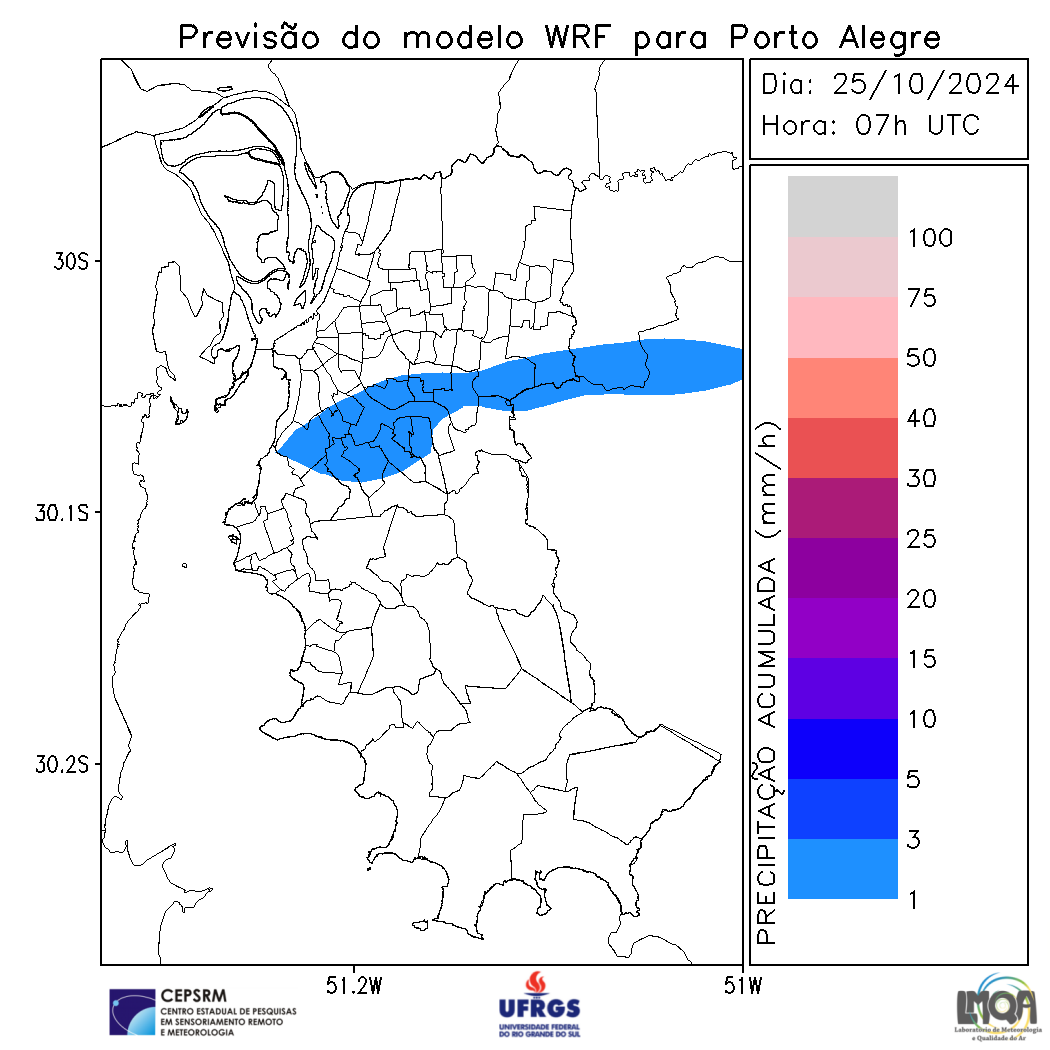 Previsão do modelo WRF para Porto Alegre
Dia: 25/10/2024
Hora: 07h UTC
30S
30.1S
30.2S
51.2W
51W
PRECIPITAÇÃO ACUMULADA (mm/h)
100
75
50
40
30
25
20
15
10
5
3
1
CEPSRM
CENTRO ESTADUAL DE PESQUISAS
EM SENSORIAMENTO REMOTO
E METEOROLOGIA
UFRGS
UNIVERSIDADE FEDERAL
DO RIO GRANDE DO SUL
LMQA
Laboratório de Meteorologia
e Qualidade do Ar